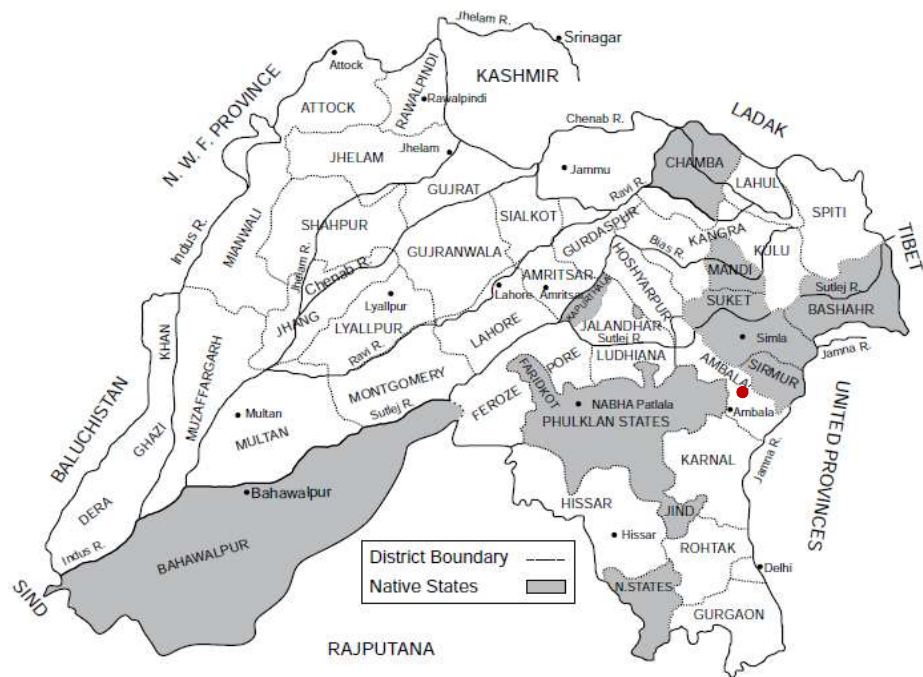 Jhelam R.
Srinagar
Attock
KASHMIR
RAWALPINDI
Rawalpindi
ATTOCK
N. W. F. PROVINCE
LADAK
Chenab R.
JHELAM
Jhelam
CHAMBA
Jammu
LAHUL
GUJRAT
Ravi R.
SPITI
SIALKOT
MIANWALI
SHAHPUR
GURDASPUR
KANGRA
Indus R.
GUJRANWALA
Bias R.
KULU
TIBET
Jhelam R.
Chenab R.
HOSHYARPUR
MANDI
AMRITSAR
Lahore
Amritsar
KAPURTHALA
SUKET
Sutlej R.
BASHAHR
Lyallpur
JHANG
LYALLPUR
JALANDHAR
Sutlej R.
Simla
KHAN
Ravi R.
LAHORE
Jamna R.
LUDHIANA
AMBALA
SIRMUR
MUZAFFARGARH
MONTGOMERY
FARIDKOT
PORE
FEROZE
Sutlej R.
Multan
MULTAN
NABHA Patlala
PHULKLAN STATES
Ambala
BALUCHISTAN
GHAZI
UNITED PROVINCES
Jamna R.
KARNAL
Bahawalpur
HISSAR
DERA
JIND
Indus R.
Hissar
ROHTAK
BAHAWALPUR
District Boundary
Delhi
Native States
N.STATES
SIND
GURGAON
RAJPUTANA